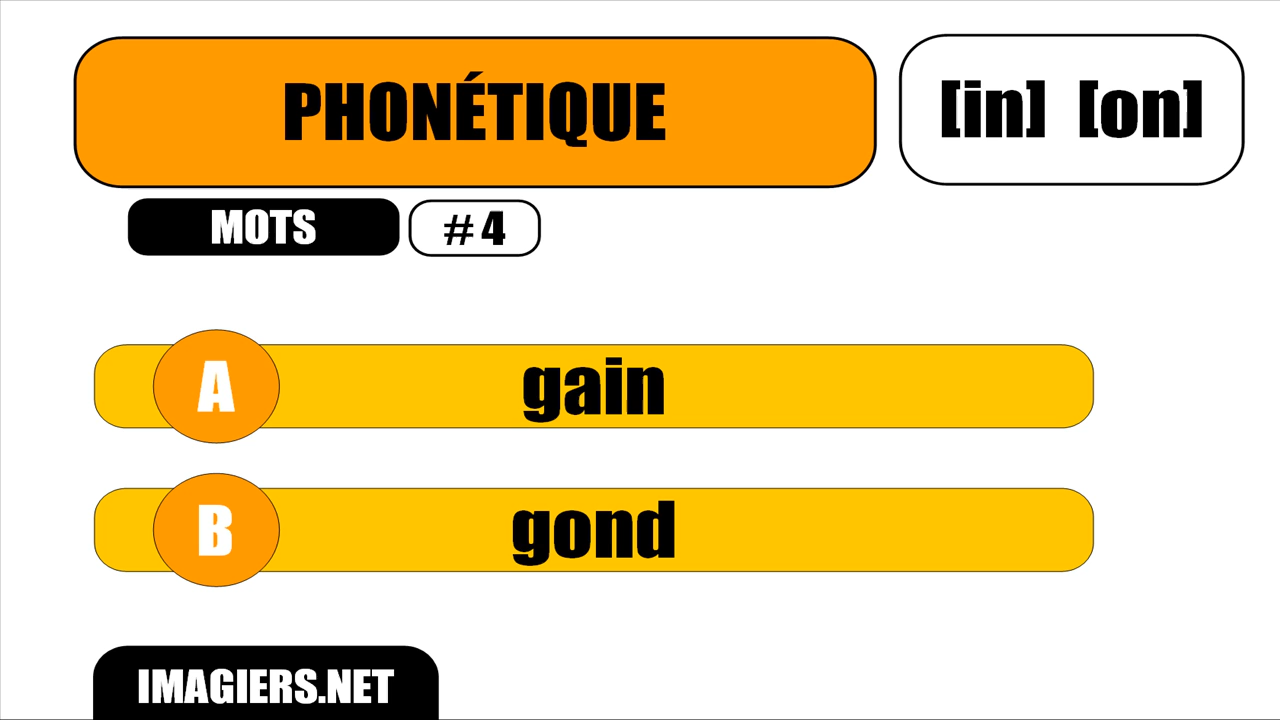 PHONÉTIQUE
[in] [on]
MOTS
#4
A gain
B gond
IMAGIERS.NET